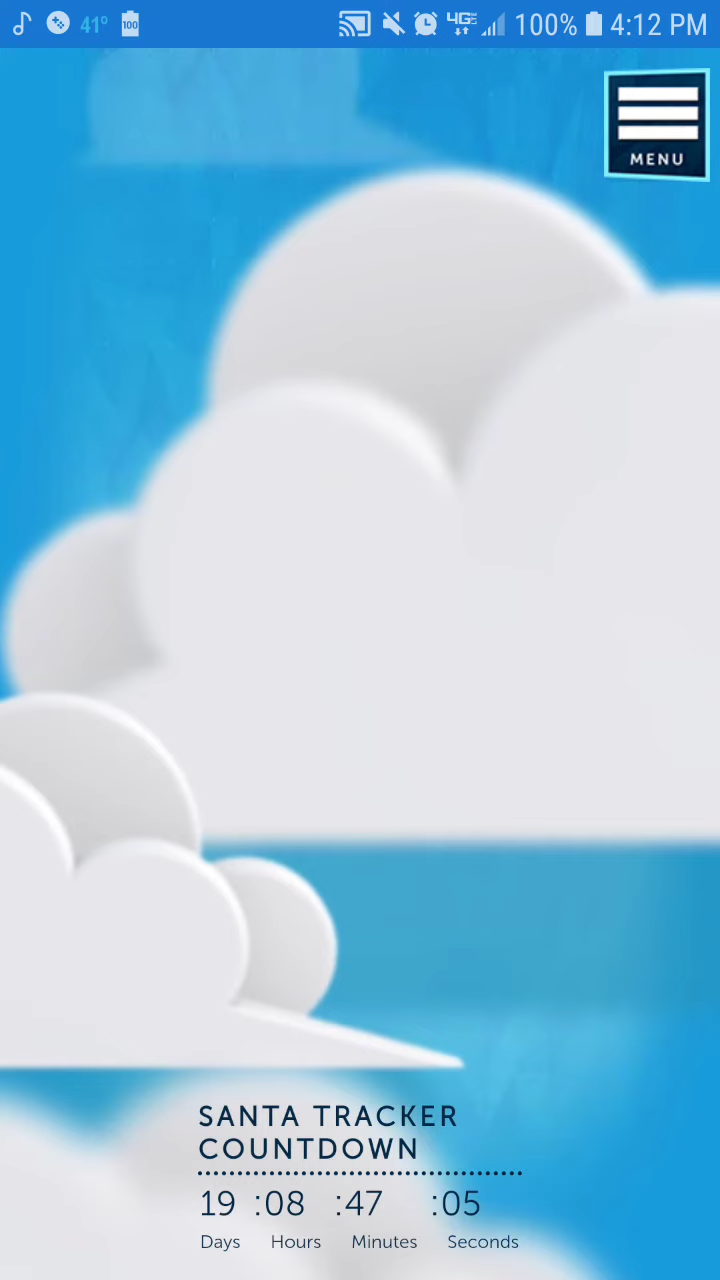 41° 100 4G LTE 100% 4:12 PM
MENU
SANTA TRACKER
COUNTDOWN
19 :08 :47 :05
Days Hours Minutes Seconds